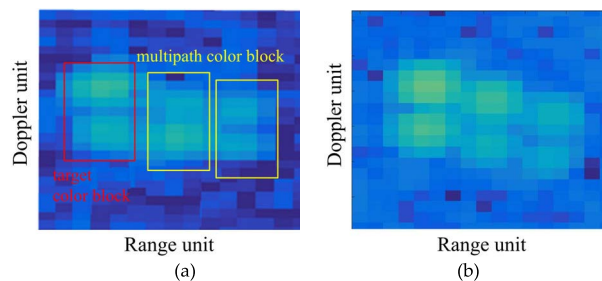 multipath color block
target
color block
Doppler unit
Range unit
(a)
Doppler unit
Range unit
(b)